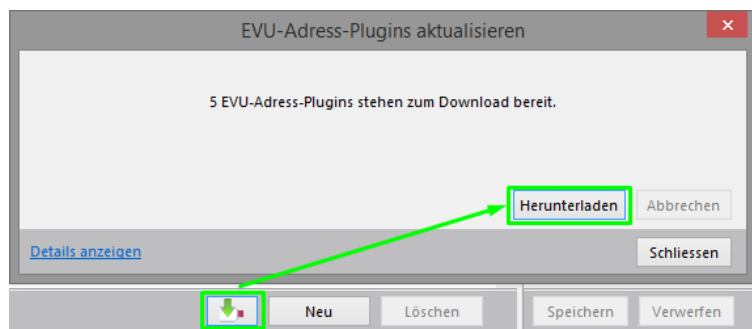 EVU-Adress-Plugins aktualisieren
5 EVU-Adress-Plugins stehen zum Download bereit.
Herunterladen Abbrechen
Details anzeigen Schliessen
Neu Löschen Speichern Verwerfen